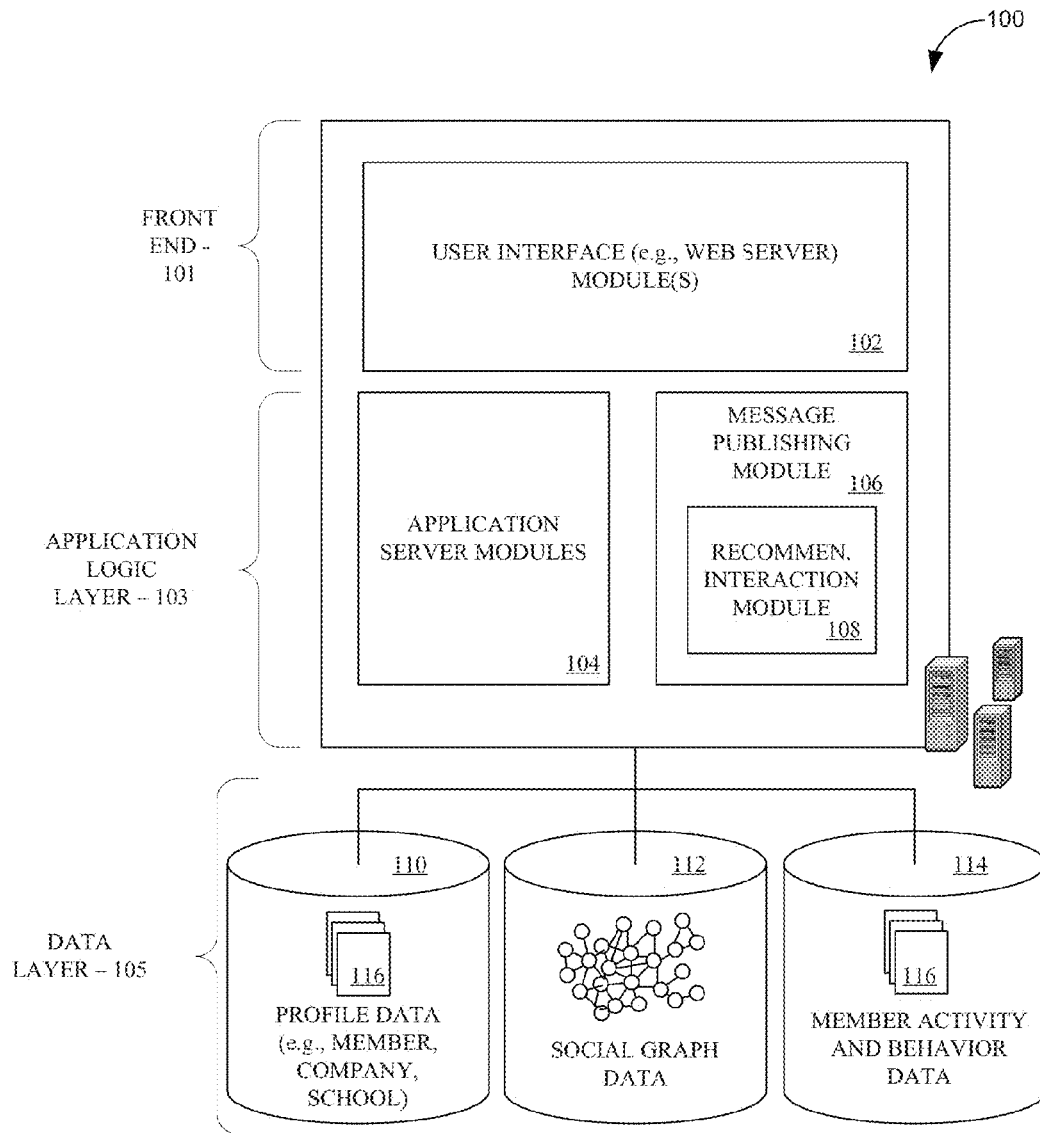 100
FRONT
END -
101
USER INTERFACE (e.g., WEB SERVER)
MODULE(S)
102
APPLICATION
LOGIC
LAYER – 103
APPLICATION
SERVER MODULES
104
MESSAGE
PUBLISHING
MODULE
106
RECOMMEN.
INTERACTION
MODULE
108
DATA
LAYER – 105
110
116
PROFILE DATA
(e.g., MEMBER,
COMPANY,
SCHOOL)
112
SOCIAL GRAPH
DATA
114
116
MEMBER ACTIVITY
AND BEHAVIOR
DATA